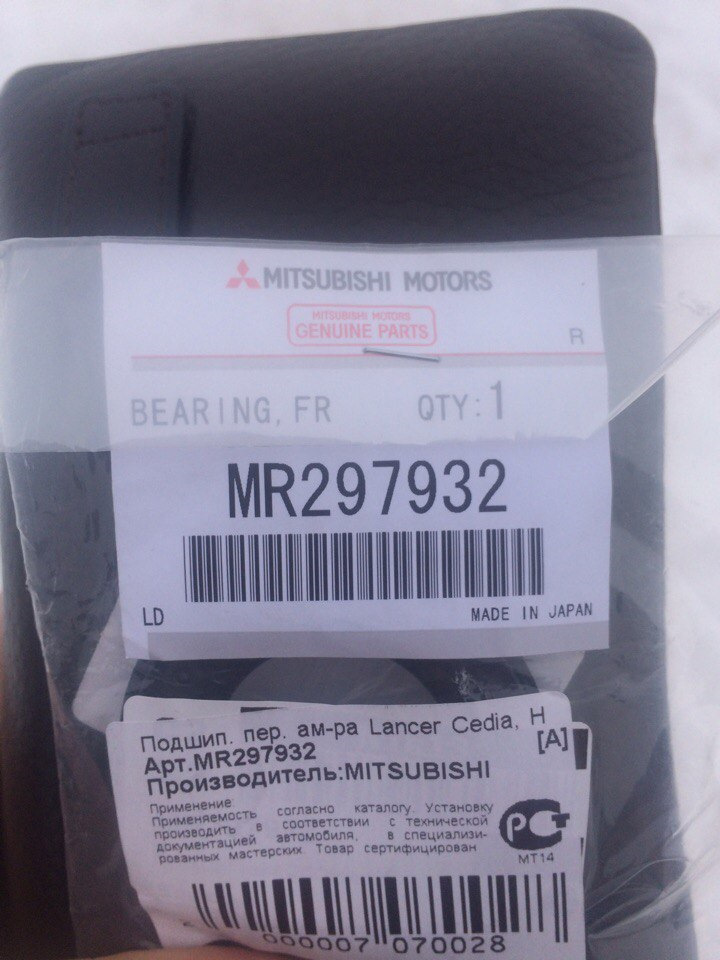 MITSUBISHI MOTORS
MITSUBISHI MOTORS
GENUINE PARTS
R
BEARING, FR QTY:1
MR297932
LD MADE IN JAPAN
Подшип. пер. ам-ра Lancer Cedia, H
[A]
Арт.MR297932
Производитель:MITSUBISHI
Применение:
Применяемость согласно каталогу. Установку
производить в соответствии с технической
документацией автомобиля, в специализи-
рованных мастерских. Товар сертифицирован
РСТ
МТ14
000007 070028